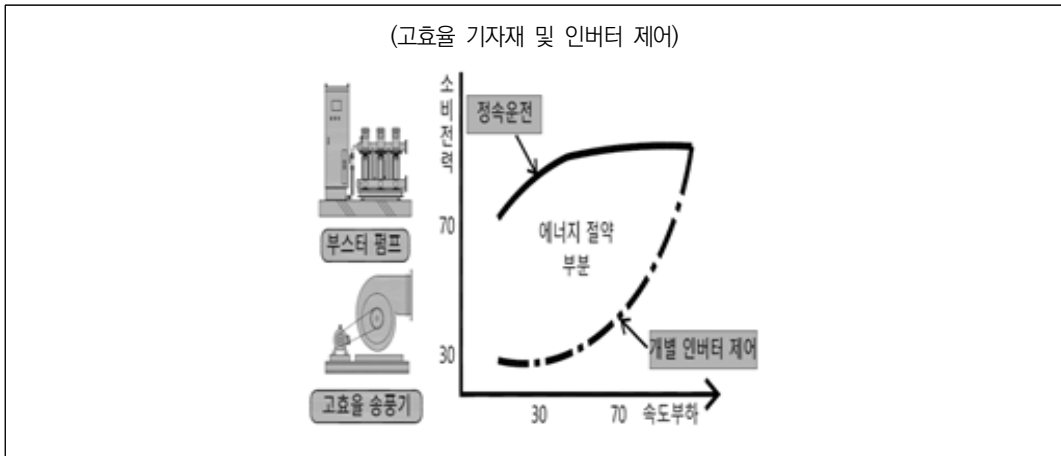 (고효율 기자재 및 인버터 제어)
소비전력
정속운전
70
에너지 절약
부분
부스터 펌프
30
개별 인버터 제어
고효율 송풍기
30
70
속도부하